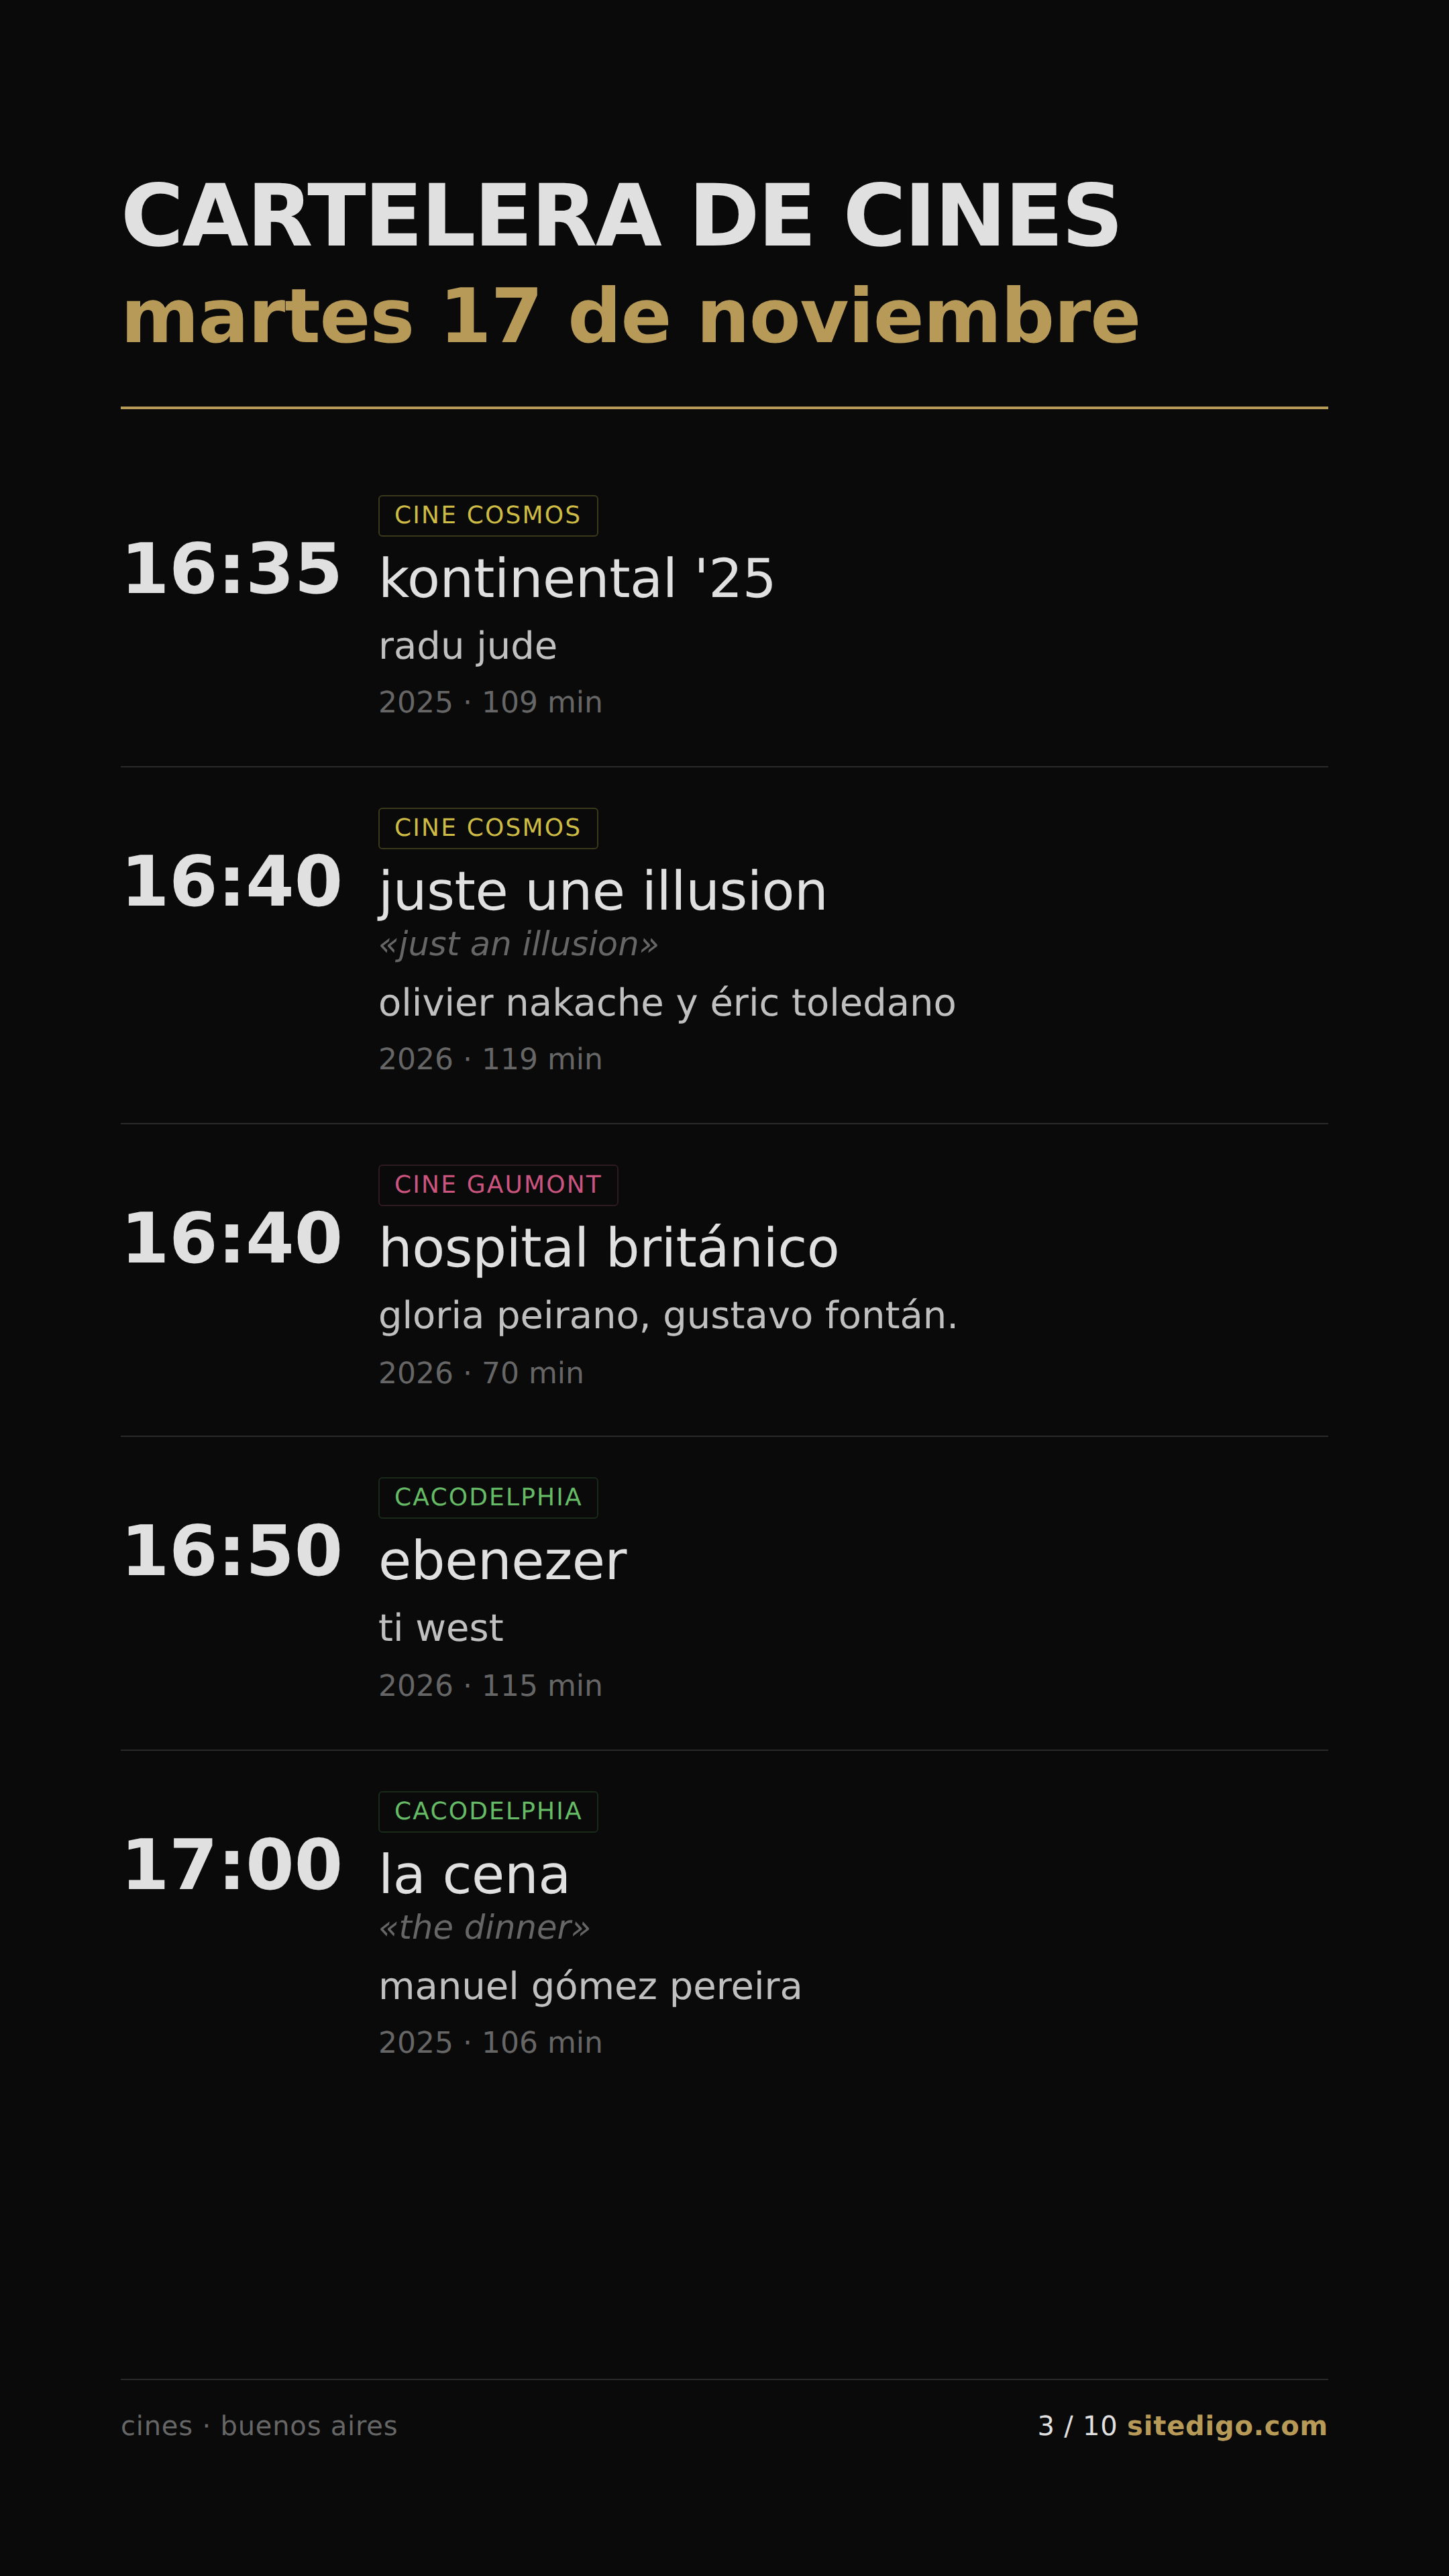 CARTELERA DE CINES
martes 17 de noviembre
CINE COSMOS
16:35
kontinental '25
radu jude
2025 · 109 min
CINE COSMOS
16:40
juste une illusion
«just an illusion»
olivier nakache y éric toledano
2026 · 119 min
CINE GAUMONT
16:40
hospital británico
gloria peirano, gustavo fontán.
2026 · 70 min
CACODELPHIA
16:50
ebenezer
ti west
2026 · 115 min
CACODELPHIA
17:00
la cena
«the dinner»
manuel gómez pereira
2025 · 106 min
cines · buenos aires
3 / 10 sitedigo.com